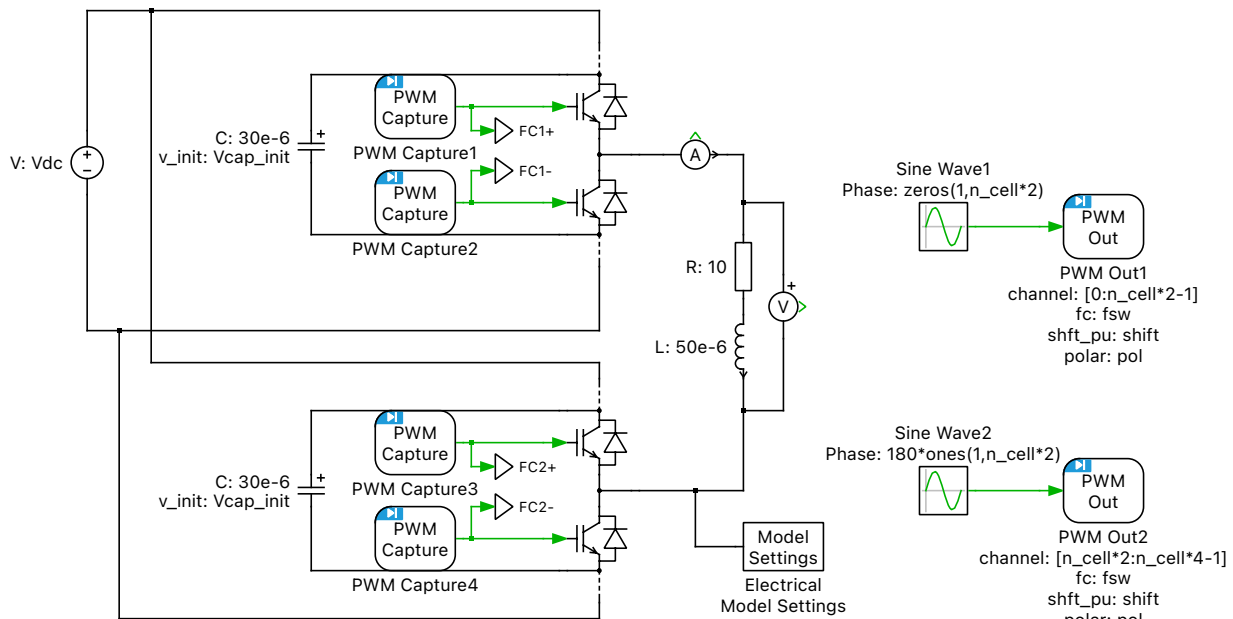 V: Vdc
C: 30e-6
v_init: Vcap_init
PWM
Capture
PWM Capture1
FC1+
FC1-
PWM
Capture
PWM Capture2
A
R: 10
V
L: 50e-6
C: 30e-6
v_init: Vcap_init
PWM
Capture
PWM Capture3
FC2+
FC2-
PWM
Capture
PWM Capture4
Model
Settings
Electrical
Model Settings
Sine Wave1
Phase: zeros(1,n_cell*2)
PWM
Out
PWM Out1
channel: [0:n_cell*2-1]
fc: fsw
shft_pu: shift
polar: pol
Sine Wave2
Phase: 180*ones(1,n_cell*2)
PWM
Out
PWM Out2
channel: [n_cell*2:n_cell*4-1]
fc: fsw
shft_pu: shift
polar: pol